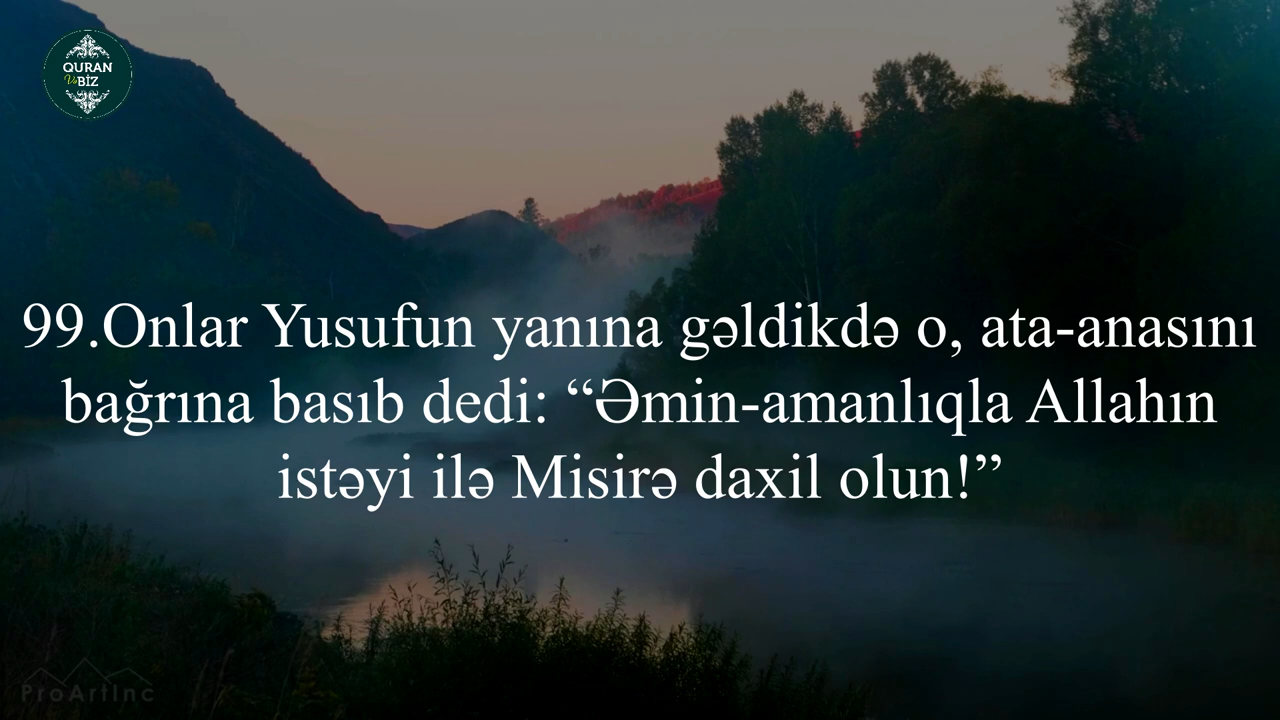 QURAN
Və BİZ
99.Onlar Yusufun yanına gəldikdə o, ata-anasını
bağrına basıb dedi: “Əmin-amanlıqla Allahın
istəyi ilə Misirə daxil olun!”
ProArtInc